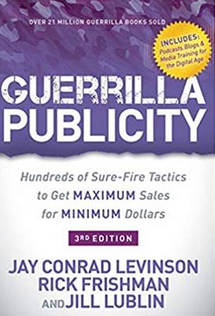 OVER 21 MILLION GUERRILLA BOOKS SOLD
INCLUDES:
Podcasts, Blogs &
Media Training for
the Digital Age
GUERRILLA
PUBLICITY
Hundreds of Sure-Fire Tactics
to Get MAXIMUM Sales
for MINIMUM Dollars
3RD EDITION
JAY CONRAD LEVINSON
RICK FRISHMAN
AND JILL LUBLIN